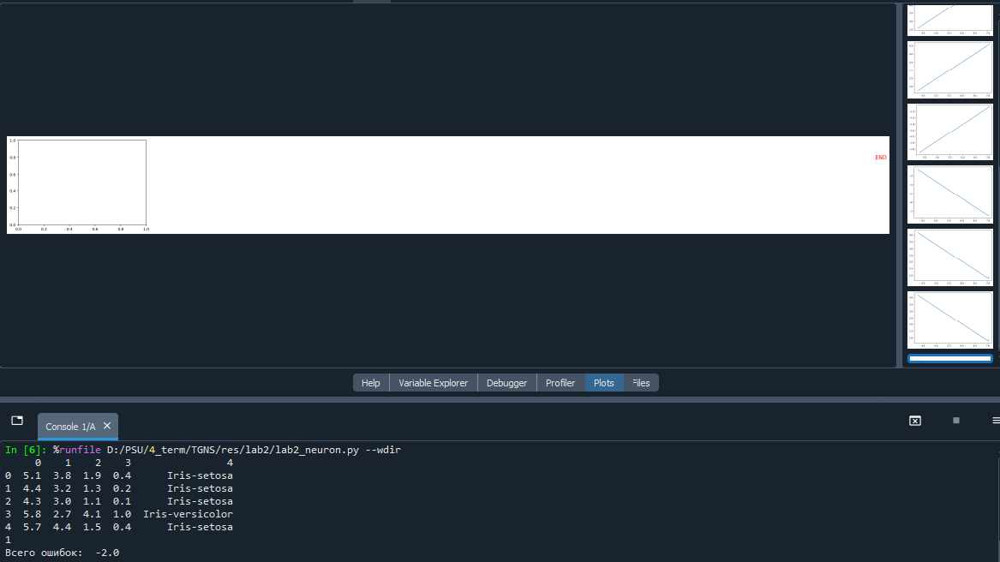 1.0
0.8
0.6
0.4
0.2
0.0
0.0 0.2 0.4 0.6 0.8 1.0
END
Help Variable Explorer Debugger Profiler Plots Files
Console 1/A
In [6]: %runfile D:/PSU/4_term/TGNS/res/lab2/lab2_neuron.py --wdir
0 1 2 3 4
0 5.1 3.8 1.9 0.4 Iris-setosa
1 4.4 3.2 1.3 0.2 Iris-setosa
2 4.3 3.0 1.1 0.1 Iris-setosa
3 5.8 2.7 4.1 1.0 Iris-versicolor
4 5.7 4.4 1.5 0.4 Iris-setosa
1
Всего ошибок: -2.0